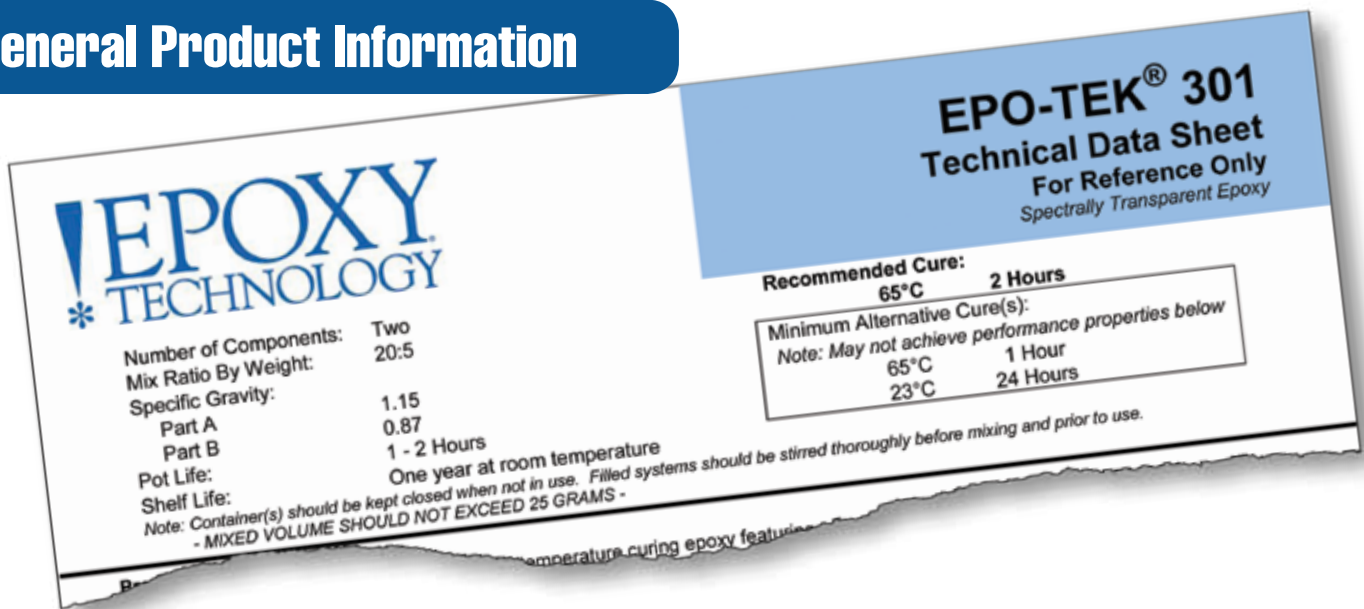 eneral Product Information
EPO-TEK® 301
Technical Data Sheet
For Reference Only
Spectrally Transparent Epoxy
!EPOXY
* TECHNOLOGY
Number of Components: Two
Mix Ratio By Weight: 20:5
Specific Gravity:
Part A 1.15
Part B 0.87
Pot Life: 1 - 2 Hours
Shelf Life: One year at room temperature
Note: Container(s) should be kept closed when not in use. Filled systems should be stirred thoroughly before mixing and prior to use.
- MIXED VOLUME SHOULD NOT EXCEED 25 GRAMS -
Recommended Cure:
65°C 2 Hours
Minimum Alternative Cure(s):
Note: May not achieve performance properties below
65°C 1 Hour
23°C 24 Hours
curing epoxy